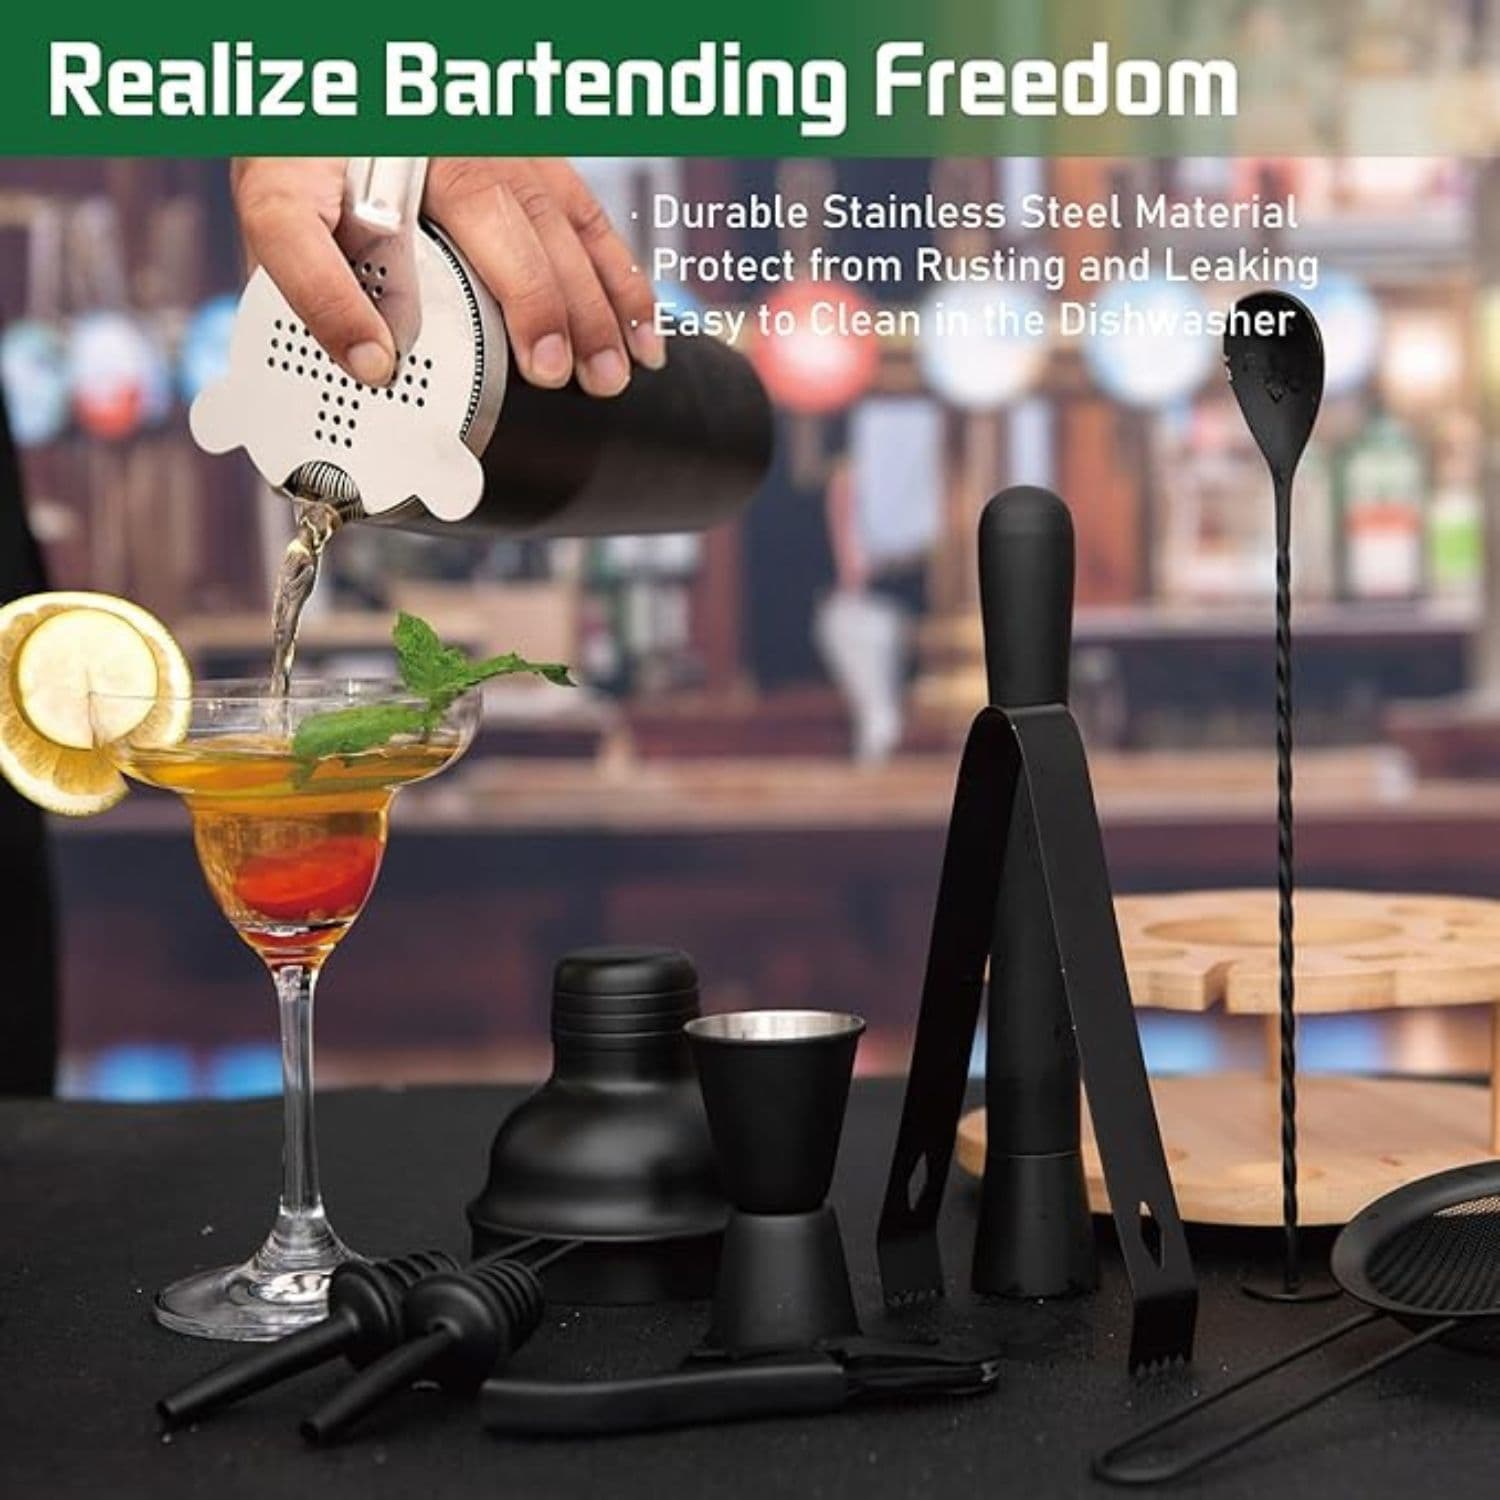 Realize Bartending Freedom
· Durable Stainless Steel Material
· Protect from Rusting and Leaking
· Easy to Clean in the Dishwasher